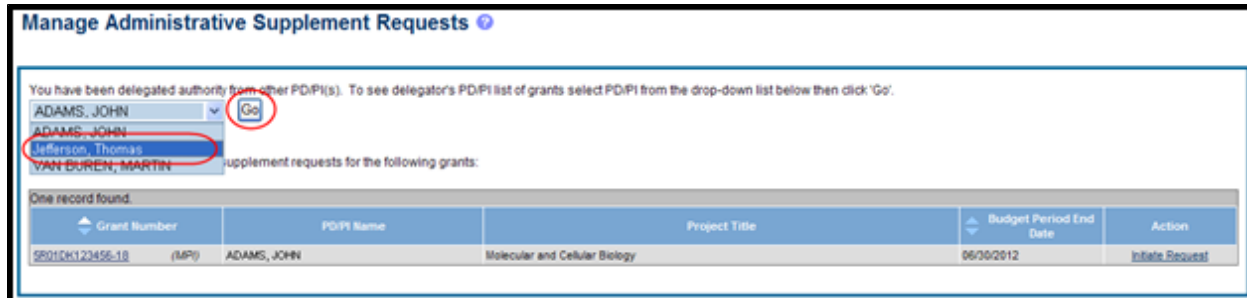 Manage Administrative Supplement Requests ?
You have been delegated authority from other PD/PI(s). To see delegator's PD/PI list of grants select PD/PI from the drop-down list below then click 'Go'.
ADAMS, JOHN Go
ADAMS, JOHN
Jefferson, Thomas
VAN BUREN, MARTIN
supplement requests for the following grants:
One record found.
Grant Number PD/PI Name Project Title Budget Period End Date Action
5R01DK123456-18 (MPI) ADAMS, JOHN Molecular and Cellular Biology 06/30/2012 Initiate Request